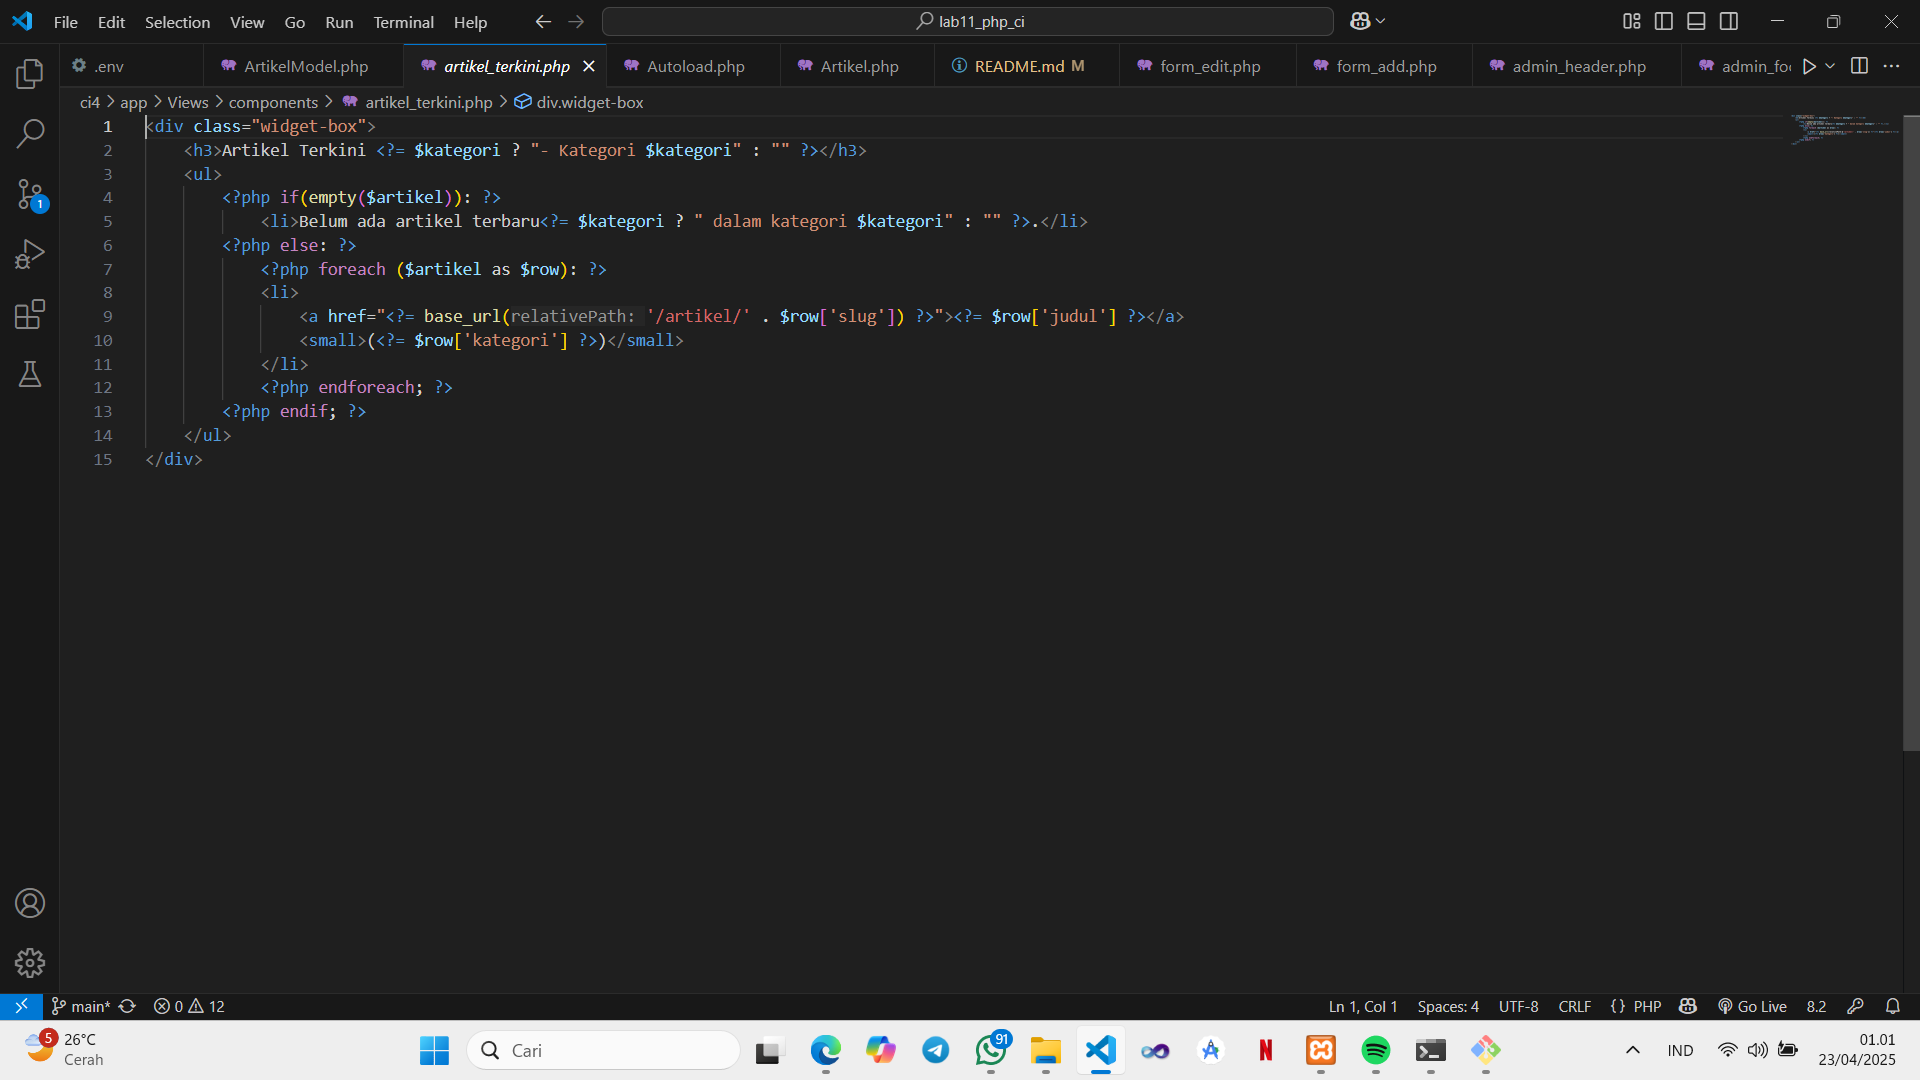 File Edit Selection View Go Run Terminal Help
lab11_php_ci
.env
ArtikelModel.php
artikel_terkini.php
Autoload.php
Artikel.php
README.md M
form_edit.php
form_add.php
admin_header.php
admin_foo
ci4 > app > Views > components > artikel_terkini.php > div.widget-box
1 <div class="widget-box">
2 <h3>Artikel Terkini <?= $kategori ? "- Kategori $kategori" : "" ?></h3>
3 <ul>
4 <?php if(empty($artikel)): ?>
5 <li>Belum ada artikel terbaru<?= $kategori ? " dalam kategori $kategori" : "" ?>.</li>
6 <?php else: ?>
7 <?php foreach ($artikel as $row): ?>
8 <li>
9 <a href="<?= base_url(relativePath: '/artikel/' . $row['slug']) ?>"><?= $row['judul'] ?></a>
10 <small>(<?= $row['kategori'] ?>)</small>
11 </li>
12 <?php endforeach; ?>
13 <?php endif; ?>
14 </ul>
15 </div>
1
main* 0 12
Ln 1, Col 1 Spaces: 4 UTF-8 CRLF {} PHP Go Live 8.2
5
26°C
Cerah
Cari
91
N
IND
01.01
23/04/2025